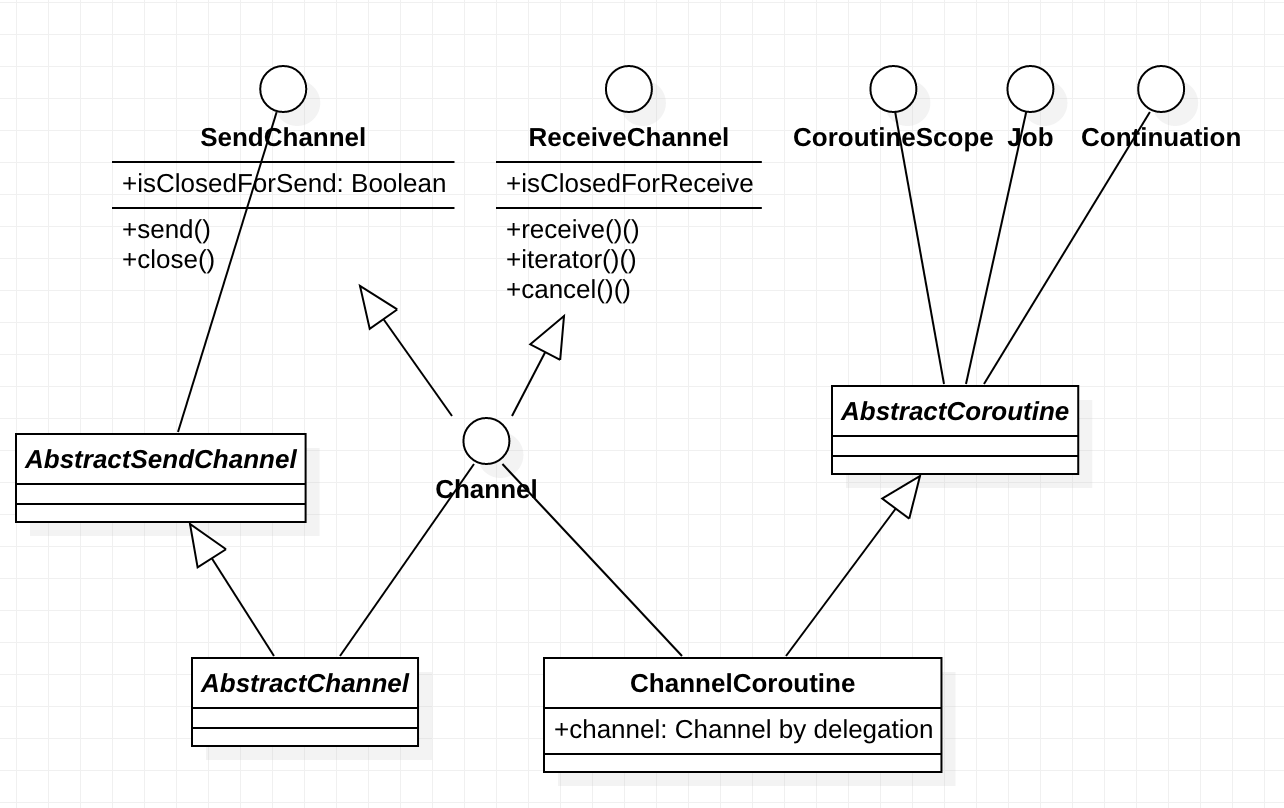 SendChannel
+isClosedForSend: Boolean
+send()
+close()
ReceiveChannel
+isClosedForReceive
+receive()()
+iterator()()
+cancel()()
CoroutineScope
Job
Continuation
AbstractSendChannel
Channel
AbstractCoroutine
AbstractChannel
ChannelCoroutine
+channel: Channel by delegation